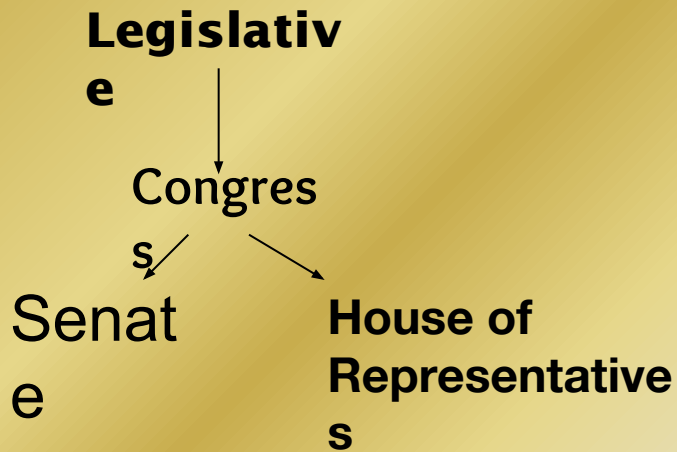 Legislativ
e
Congres
s
Senat
e
House of
Representative
s